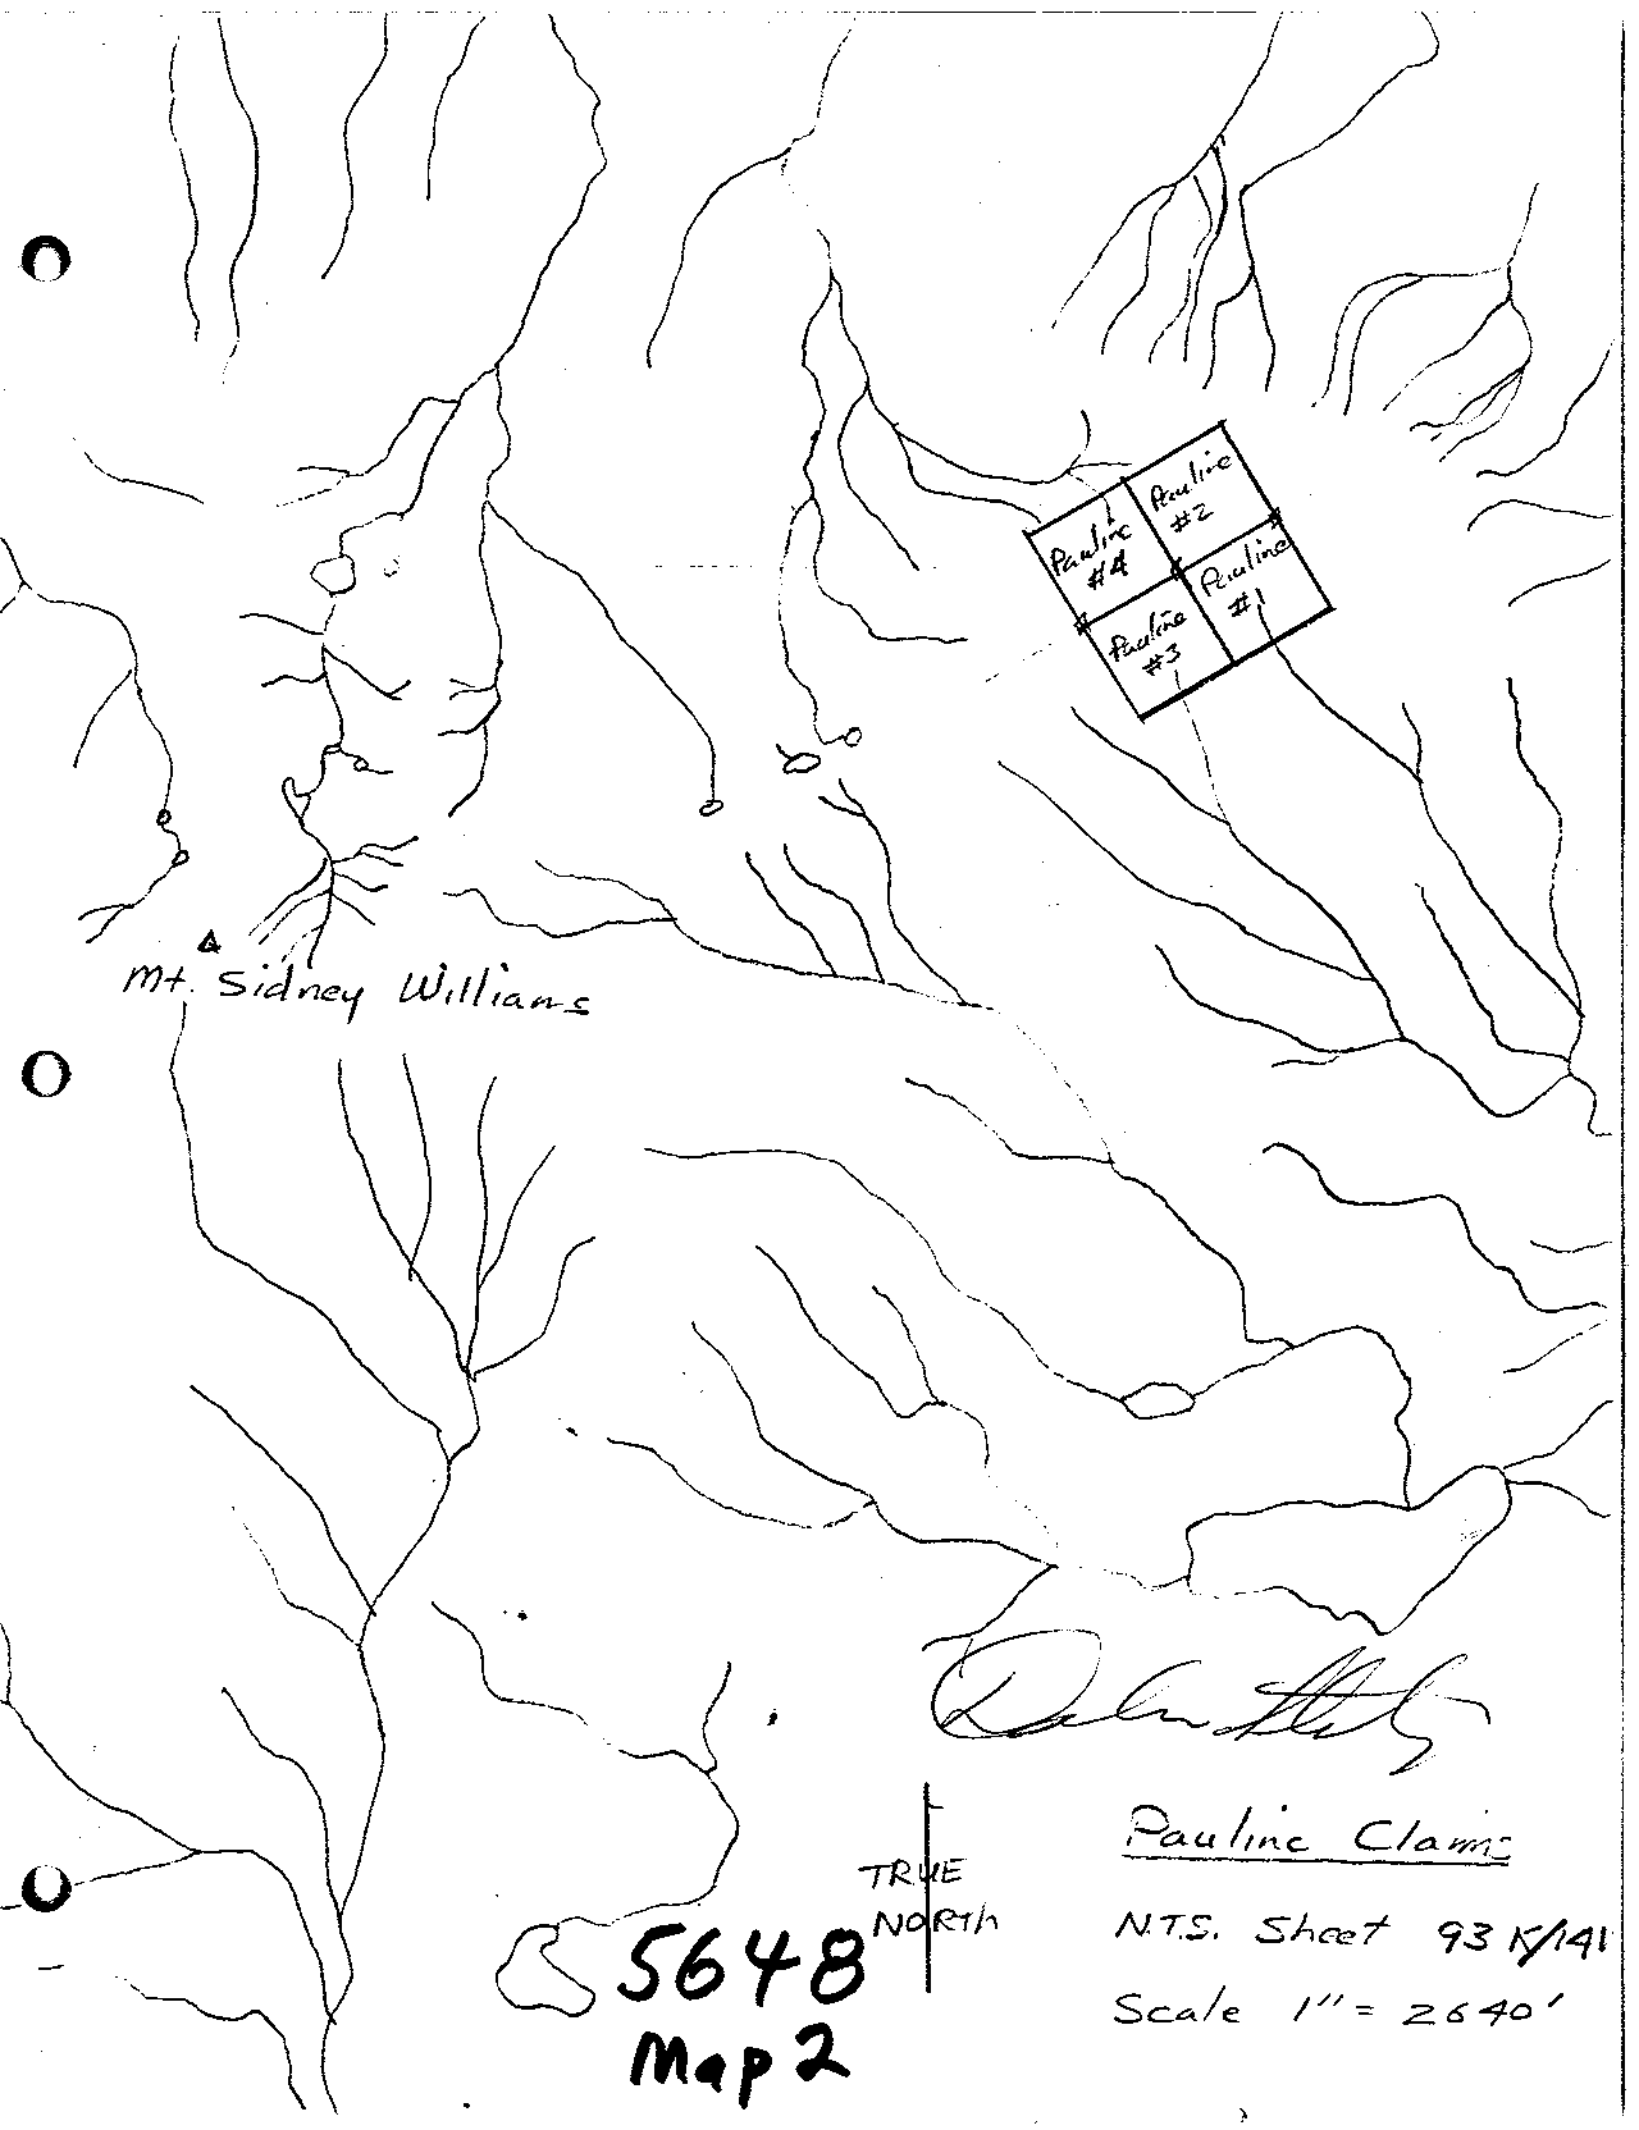 Pauline
#2
Pauline
#4
Pauline
#1
Pauline
#3
Mt. Sidney Williams
TRUE
NORTH
Pauline Claims
N.T.S. Sheet 93 K/14
Scale 1" = 2640'
5648
Map 2